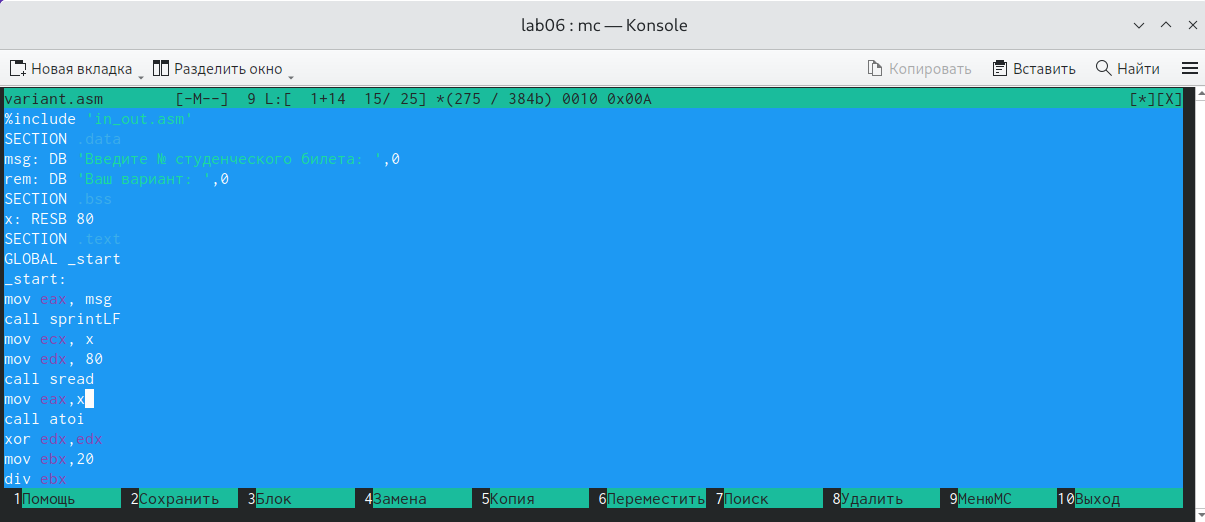 lab06 : mc — Konsole
Новая вкладка Разделить окно Копировать Вставить Найти
variant.asm [-M--] 9 L:[ 1+14 15/ 25] *(275 / 384b) 0010 0x00A [*][X]
%include 'in_out.asm'
SECTION .data
msg: DB 'Введите № студенческого билета: ',0
rem: DB 'Ваш вариант: ',0
SECTION .bss
x: RESB 80
SECTION .text
GLOBAL _start
_start:
mov eax, msg
call sprintLF
mov ecx, x
mov edx, 80
call sread
mov eax,x
call atoi
xor edx,edx
mov ebx,20
div ebx
1Помощь 2Сохранить 3Блок 4Замена 5Копия 6Переместить 7Поиск 8Удалить 9МенюMC 10Выход